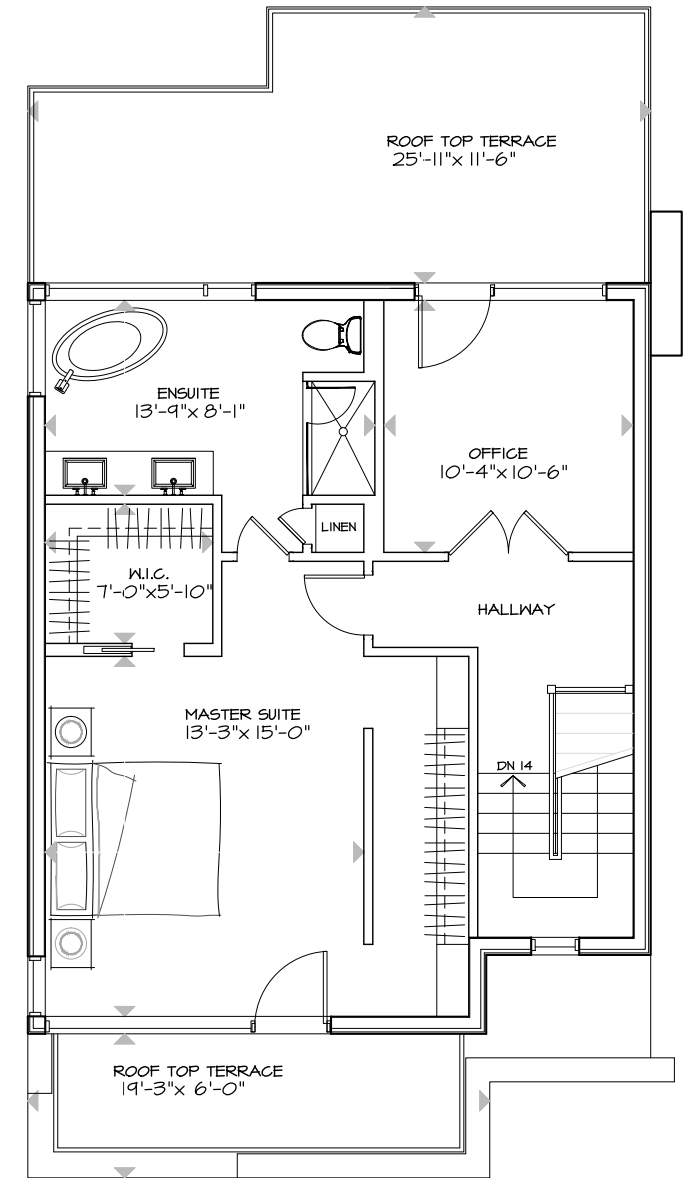 ROOF TOP TERRACE
25'-11"x 11'-6"
ENSUITE
13'-9"x 8'-1"
OFFICE
10'-4"x10'-6"
LINEN
W.I.C.
7'-0"x5'-10"
HALLWAY
MASTER SUITE
13'-3"x 15'-0"
DN 14
ROOF TOP TERRACE
19'-3"x 6'-0"